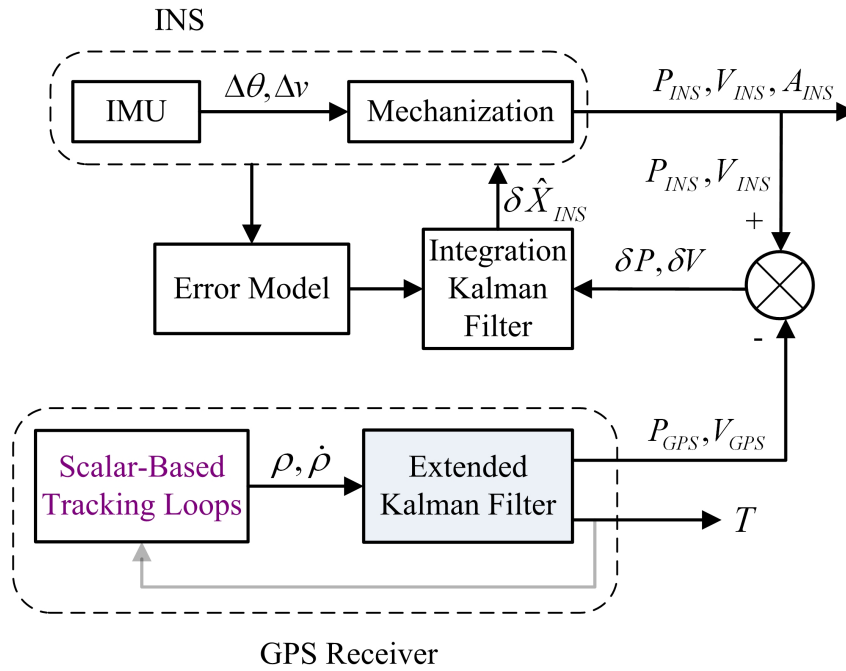 INS
IMU
Δθ, Δv
Mechanization
P_INS, V_INS, A_INS
P_INS, V_INS
+
δX̂_INS
Error Model
Integration
Kalman
Filter
δP, δV
-
P_GPS, V_GPS
Scalar-Based
Tracking Loops
ρ, ρ̇
Extended
Kalman Filter
T
GPS Receiver